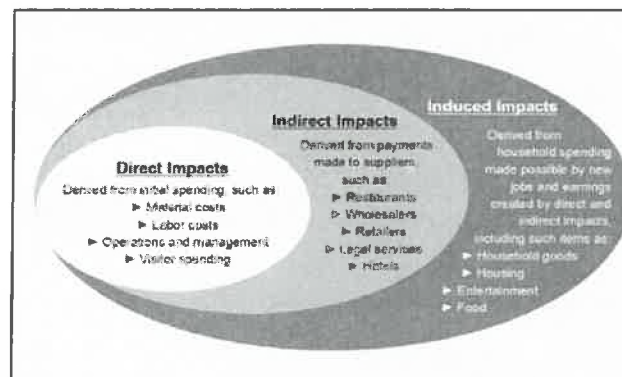 Direct Impacts
Derived from initial spending, such as
► Material costs
► Labor costs
► Operations and management
► Visitor spending
Indirect Impacts
Derived from payments
made to suppliers,
such as:
► Restaurants
► Wholesalers
► Retailers
► Legal services
► Hotels
Induced Impacts
Derived from
household spending
made possible by new
jobs and earnings
created by direct and
indirect impacts,
including such items as:
► Household goods
► Housing
► Entertainment
► Food